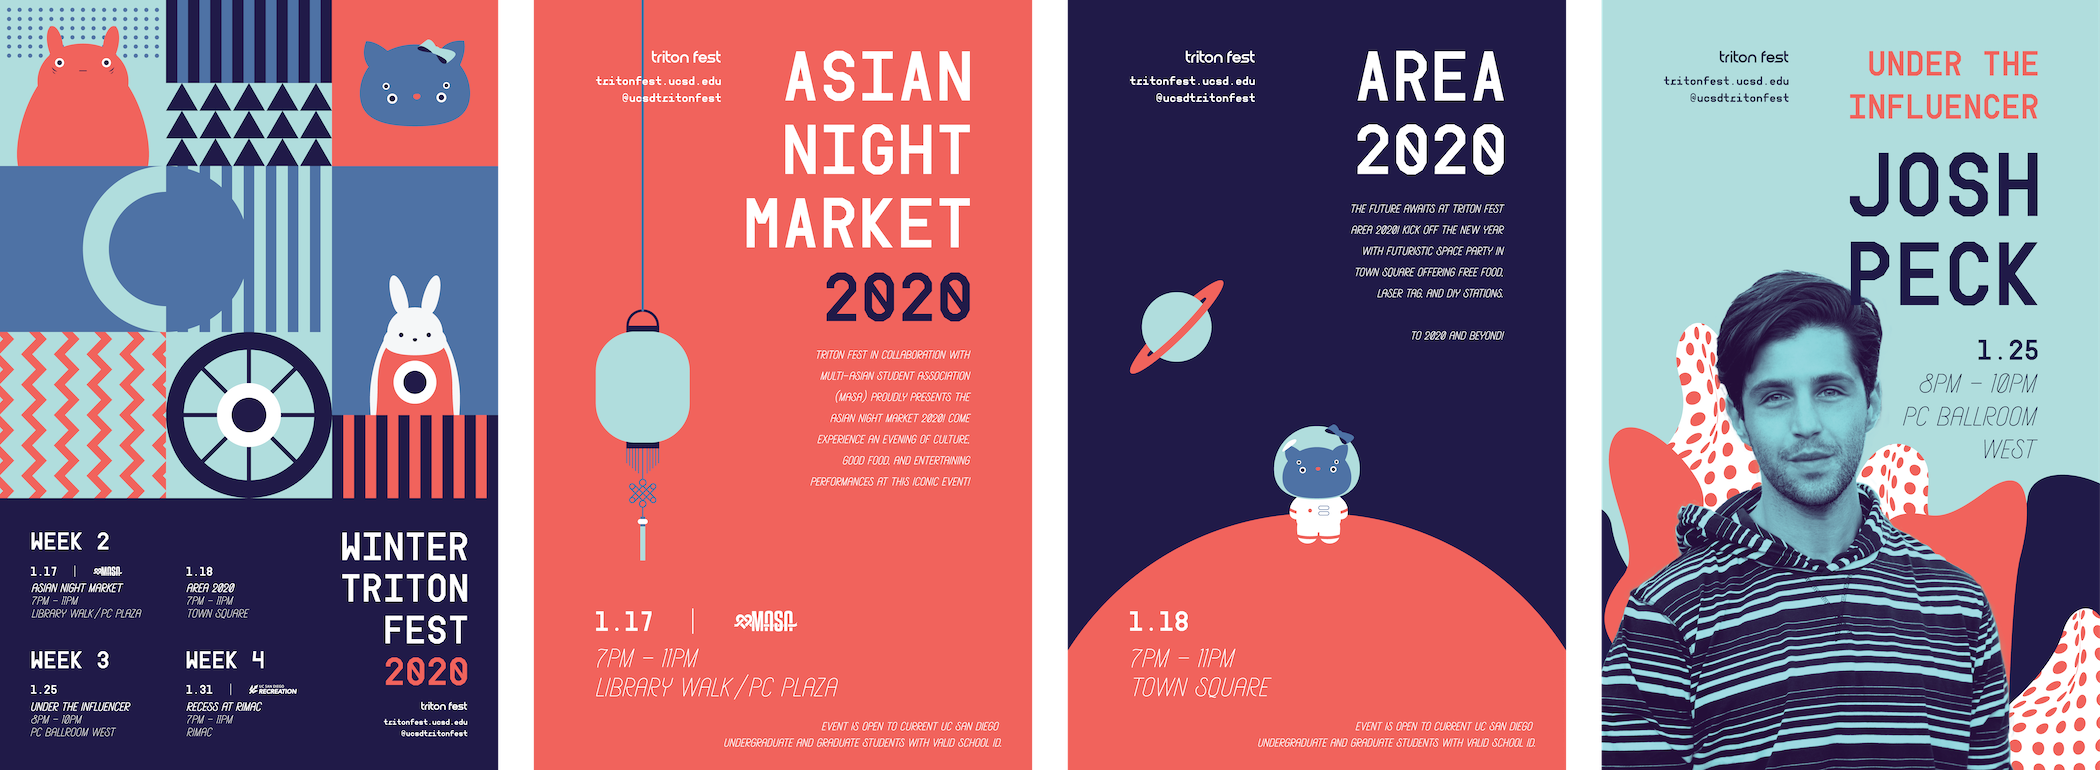 WEEK 2
1.17 | MASA
ASIAN NIGHT MARKET
7PM – 11PM
LIBRARY WALK/PC PLAZA
1.18
AREA 2020
7PM – 11PM
TOWN SQUARE
WEEK 3
1.25
UNDER THE INFLUENCER
8PM – 10PM
PC BALLROOM WEST
WEEK 4
1.31 | UC SAN DIEGO
RECREATION
RECESS AT RIMAC
7PM – 11PM
RIMAC
WINTER
TRITON
FEST
2020
triton fest
tritonfest.ucsd.edu
@ucsdtritonfest
triton fest
tritonfest.ucsd.edu
@ucsdtritonfest
ASIAN
NIGHT
MARKET
2020
TRITON FEST IN COLLABORATION WITH
MULTI-ASIAN STUDENT ASSOCIATION
(MASA) PROUDLY PRESENTS THE
ASIAN NIGHT MARKET 2020! COME
EXPERIENCE AN EVENING OF CULTURE,
GOOD FOOD, AND ENTERTAINING
PERFORMANCES AT THIS ICONIC EVENT!
1.17 | MASA
7PM – 11PM
LIBRARY WALK/PC PLAZA
EVENT IS OPEN TO CURRENT UC SAN DIEGO
UNDERGRADUATE AND GRADUATE STUDENTS WITH VALID SCHOOL ID.
triton fest
tritonfest.ucsd.edu
@ucsdtritonfest
AREA
2020
THE FUTURE AWAITS AT TRITON FEST
AREA 2020! KICK OFF THE NEW YEAR
WITH FUTURISTIC SPACE PARTY IN
TOWN SQUARE OFFERING FREE FOOD,
LASER TAG, AND DIY STATIONS.
TO 2020 AND BEYOND!
1.18
7PM – 11PM
TOWN SQUARE
EVENT IS OPEN TO CURRENT UC SAN DIEGO
UNDERGRADUATE AND GRADUATE STUDENTS WITH VALID SCHOOL ID.
triton fest
tritonfest.ucsd.edu
@ucsdtritonfest
UNDER THE
INFLUENCER
JOSH
PECK
1.25
8PM – 10PM
PC BALLROOM
WEST